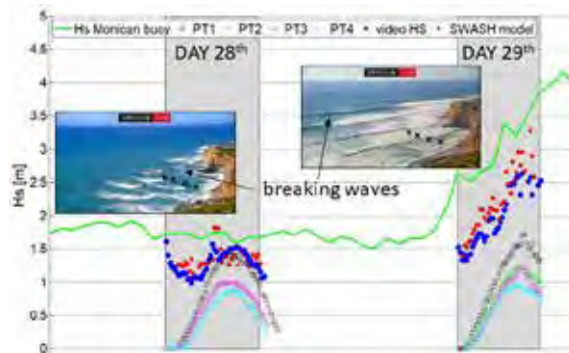 Hs Monican buoy PT1 PT2 PT3 PT4 video HS SWASH model
DAY 28th
DAY 29th
breaking waves
Hs [m]
5
4.5
4
3.5
3
2.5
2
1.5
1
0.5
0